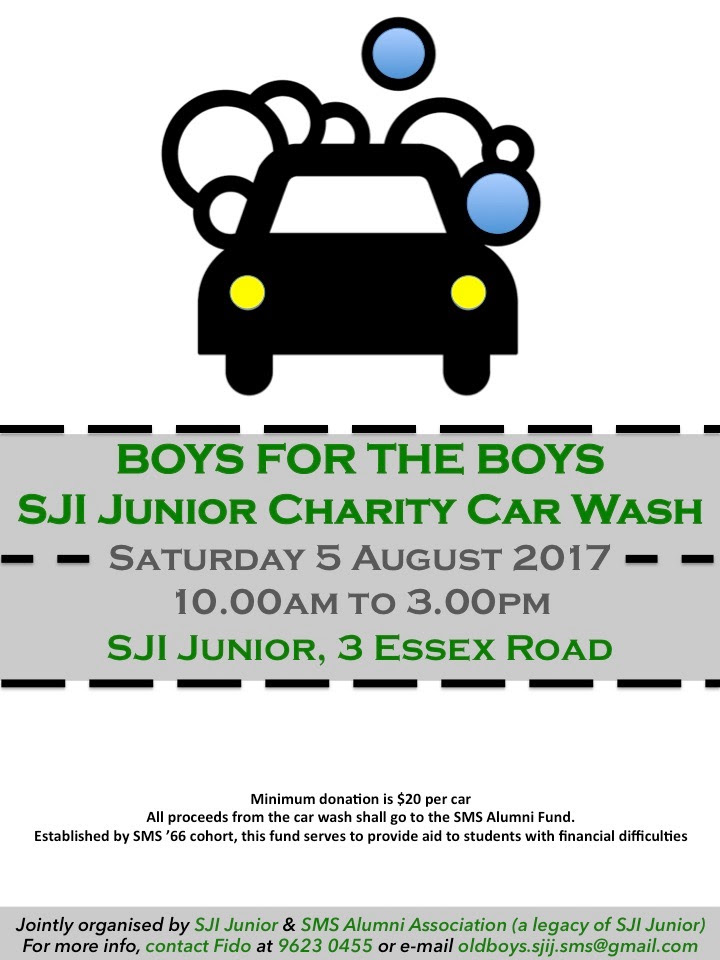 BOYS FOR THE BOYS
SJI JUNIOR CHARITY CAR WASH
SATURDAY 5 AUGUST 2017
10.00AM TO 3.00PM
SJI JUNIOR, 3 ESSEX ROAD
Minimum donation is $20 per car
All proceeds from the car wash shall go to the SMS Alumni Fund.
Established by SMS ’66 cohort, this fund serves to provide aid to students with financial difficulties
Jointly organised by SJI Junior & SMS Alumni Association (a legacy of SJI Junior)
For more info, contact Fido at 9623 0455 or e-mail oldboys.sjij.sms@gmail.com